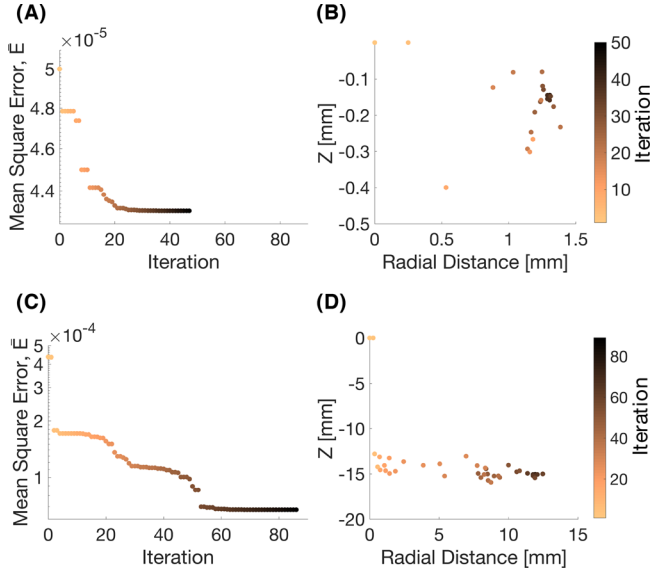 (A)
×10⁻⁵
Mean Square Error, Ē
5
4.8
4.6
4.4
0 20 40 60 80
Iteration
(B)
Z [mm]
-0.1
-0.2
-0.3
-0.4
-0.5
0 0.5 1 1.5
Radial Distance [mm]
50
40
30
20
10
Iteration
(C)
×10⁻⁴
Mean Square Error, Ē
5
4
3
2
1
0 20 40 60 80
Iteration
(D)
Z [mm]
0
-5
-10
-15
-20
0 5 10 15
Radial Distance [mm]
80
60
40
20
Iteration